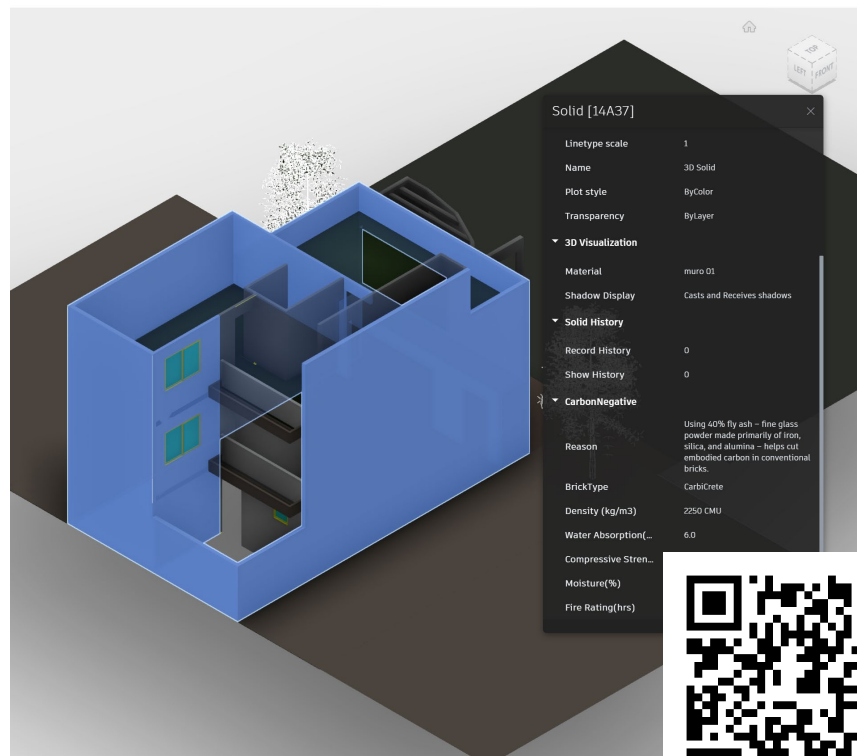 TOP
LEFT
FRONT
Solid [14A37]
Linetype scale 1
Name 3D Solid
Plot style ByColor
Transparency ByLayer
3D Visualization
Material muro 01
Shadow Display Casts and Receives shadows
Solid History
Record History 0
Show History 0
CarbonNegative
Reason Using 40% fly ash – fine glass
powder made primarily of iron,
silica, and alumina – helps cut
embodied carbon in conventional
bricks.
BrickType CarbiCrete
Density (kg/m3) 2250 CMU
Water Absorption(... 6.0
Compressive Stren...
Moisture(%)
Fire Rating(hrs)